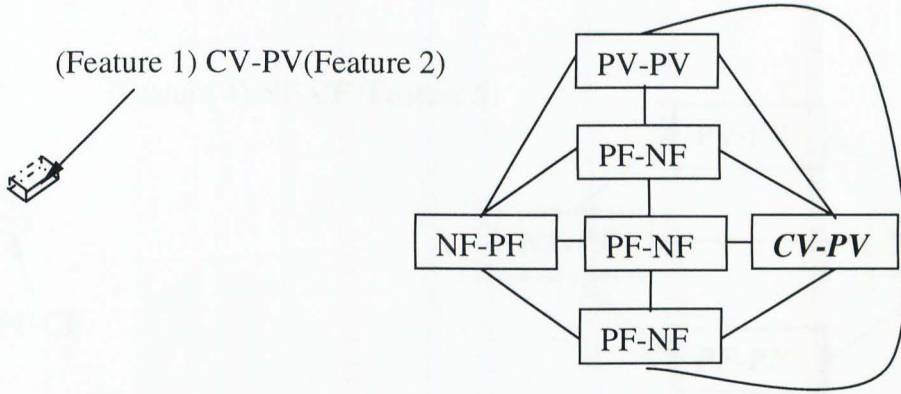 (Feature 1) CV-PV(Feature 2)
PV-PV
PF-NF
NF-PF
PF-NF
CV-PV
PF-NF